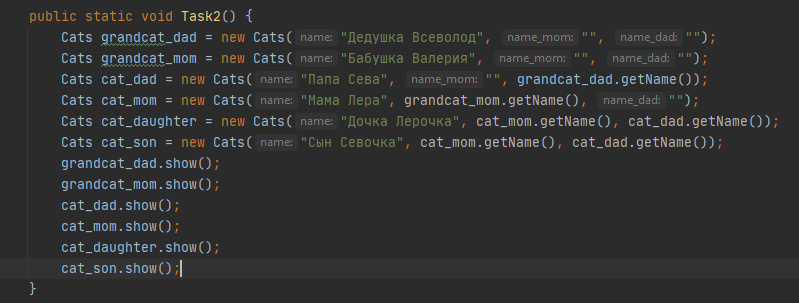 public static void Task2() {
Cats grandcat_dad = new Cats( name: "Дедушка Всеволод", name_mom: "", name_dad: "");
Cats grandcat_mom = new Cats( name: "Бабушка Валерия", name_mom: "", name_dad: "");
Cats cat_dad = new Cats( name: "Папа Сева", name_mom: "", grandcat_dad.getName());
Cats cat_mom = new Cats( name: "Мама Лера", grandcat_mom.getName(), name_dad: "");
Cats cat_daughter = new Cats( name: "Дочка Лерочка", cat_mom.getName(), cat_dad.getName());
Cats cat_son = new Cats( name: "Сын Севочка", cat_mom.getName(), cat_dad.getName());
grandcat_dad.show();
grandcat_mom.show();
cat_dad.show();
cat_mom.show();
cat_daughter.show();
cat_son.show();
}